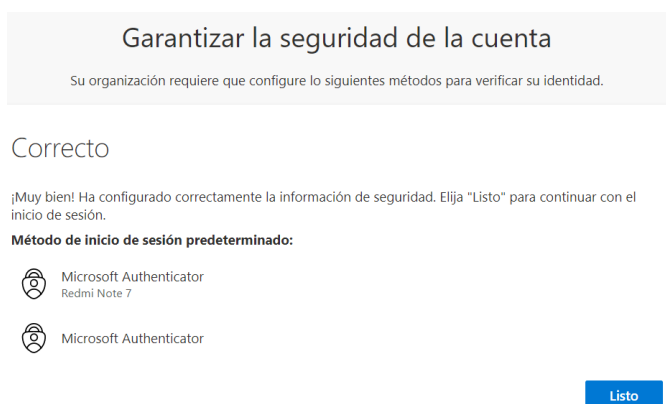 Garantizar la seguridad de la cuenta
Su organización requiere que configure lo siguientes métodos para verificar su identidad.
Correcto
¡Muy bien! Ha configurado correctamente la información de seguridad. Elija "Listo" para continuar con el
inicio de sesión.
Método de inicio de sesión predeterminado:
Microsoft Authenticator
Redmi Note 7
Microsoft Authenticator
Listo